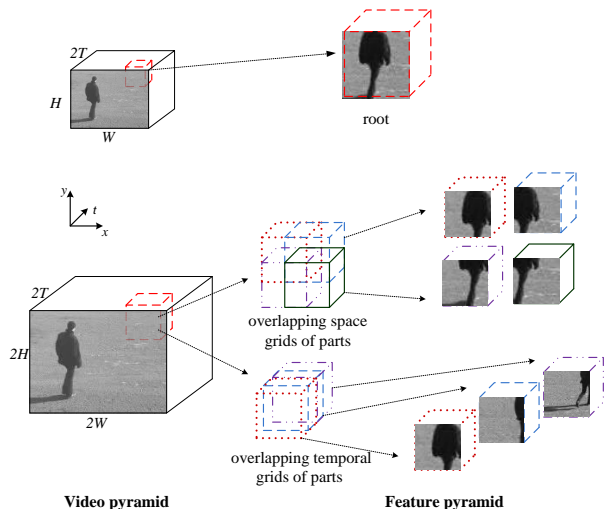 2T
H
W
root
y
t
x
2T
2H
2W
overlapping space
grids of parts
overlapping temporal
grids of parts
Video pyramid
Feature pyramid